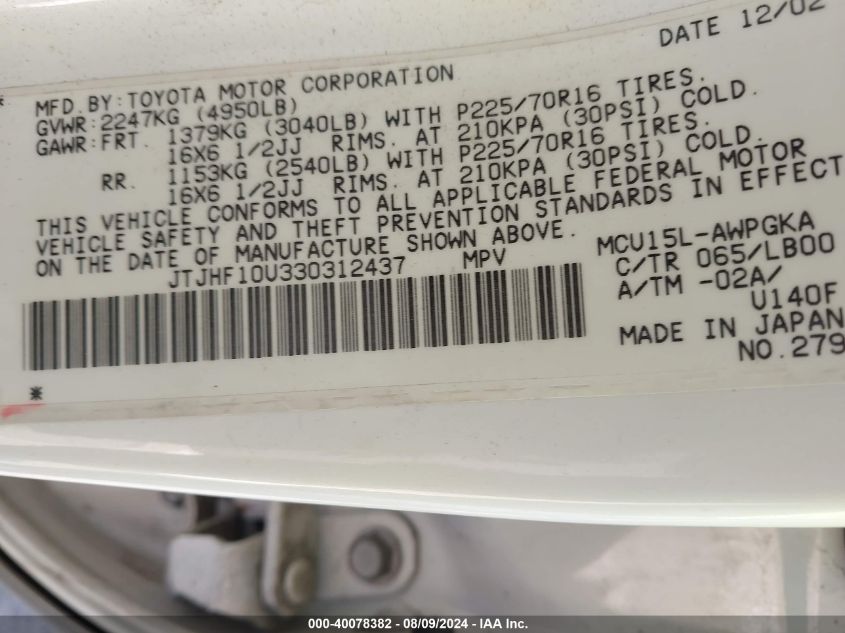 DATE 12/02
*
MFD.BY:TOYOTA MOTOR CORPORATION
GVWR:2247KG (4950LB)
GAWR:FRT. 1379KG (3040LB) WITH P225/70R16 TIRES.
16X6 1/2JJ RIMS. AT 210KPA (30PSI) COLD.
RR. 1153KG (2540LB) WITH P225/70R16 TIRES.
16X6 1/2JJ RIMS. AT 210KPA (30PSI) COLD.
THIS VEHICLE CONFORMS TO ALL APPLICABLE FEDERAL MOTOR
VEHICLE SAFETY AND THEFT PREVENTION STANDARDS IN EFFECT
ON THE DATE OF MANUFACTURE SHOWN ABOVE.
JTJHF10U330312437 MPV
MCU15L-AWPGKA
C/TR 065/LB00
A/TM -02A/
U140F
MADE IN JAPAN
NO.279
*
000-40078382 - 08/09/2024 - IAA Inc.